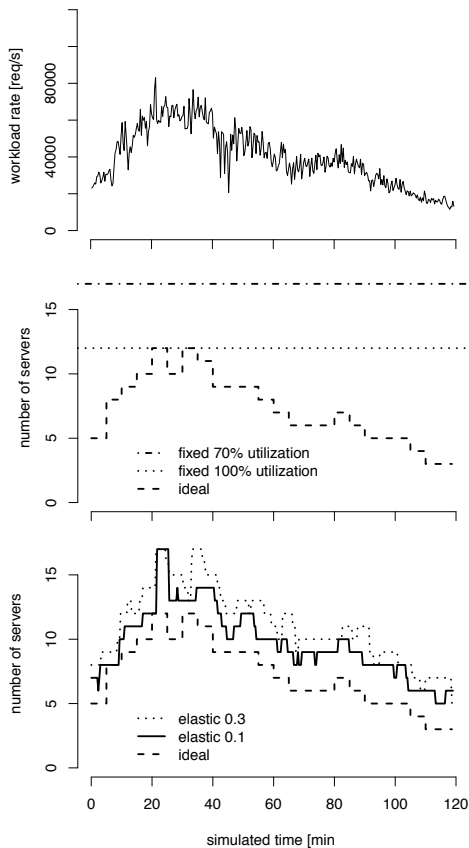 workload rate [req/s]
80000
40000
0
number of servers
15
10
5
0
fixed 70% utilization
fixed 100% utilization
ideal
number of servers
15
10
5
0
elastic 0.3
elastic 0.1
ideal
0 20 40 60 80 100 120
simulated time [min